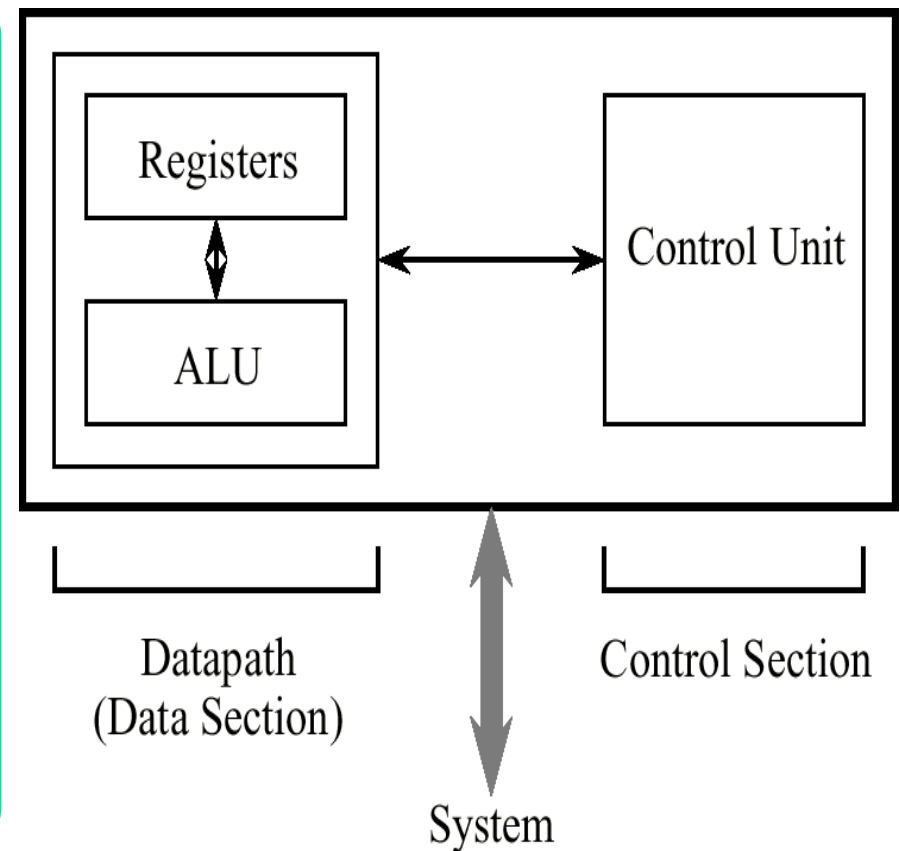 Registers
Control Unit
ALU
Datapath
(Data Section)
Control Section
System